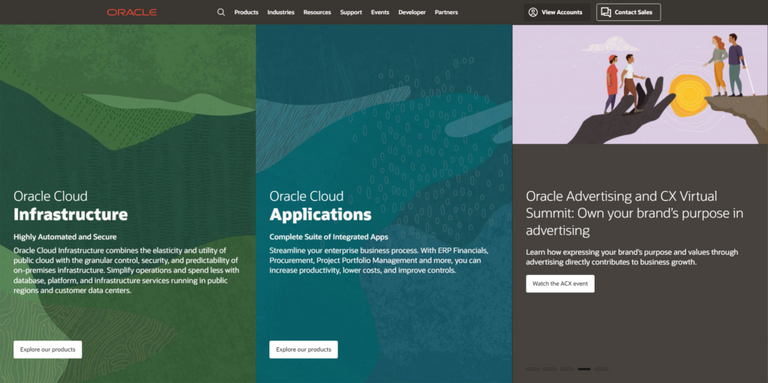 ORACLE
Products Industries Resources Support Events Developer Partners
View Accounts
Contact Sales
Oracle Cloud
Infrastructure
Highly Automated and Secure
Oracle Cloud Infrastructure combines the elasticity and utility of
public cloud with the granular control, security, and predictability of
on-premises infrastructure. Simplify operations and spend less with
database, platform, and infrastructure services running in public
regions and customer data centers.
Explore our products
Oracle Cloud
Applications
Complete Suite of Integrated Apps
Streamline your enterprise business process. With ERP Financials,
Procurement, Project Portfolio Management and more, you can
increase productivity, lower costs, and improve controls.
Explore our products
Oracle Advertising and CX Virtual
Summit: Own your brand's purpose in
advertising
Learn how expressing your brand's purpose and values through
advertising directly contributes to business growth.
Watch the ACX event